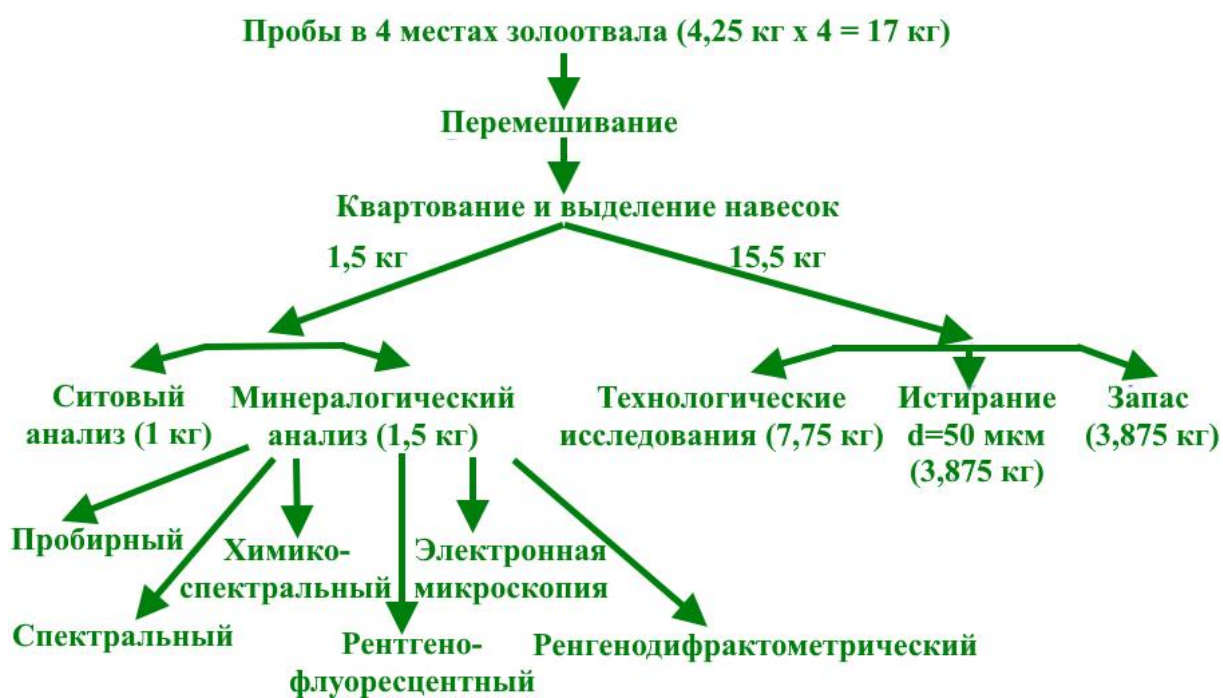 Пробы в 4 местах золоотвала (4,25 кг х 4 = 17 кг)
Перемешивание
Квартование и выделение навесок
1,5 кг
15,5 кг
Ситовый
анализ (1 кг)
Минералогический
анализ (1,5 кг)
Технологические
исследования (7,75 кг)
Истирание
d=50 мкм
(3,875 кг)
Запас
(3,875 кг)
Пробирный
Химико-
спектральный
Электронная
микроскопия
Спектральный
Рентгено-
флуоресцентный
Ренгенодифрактометрический